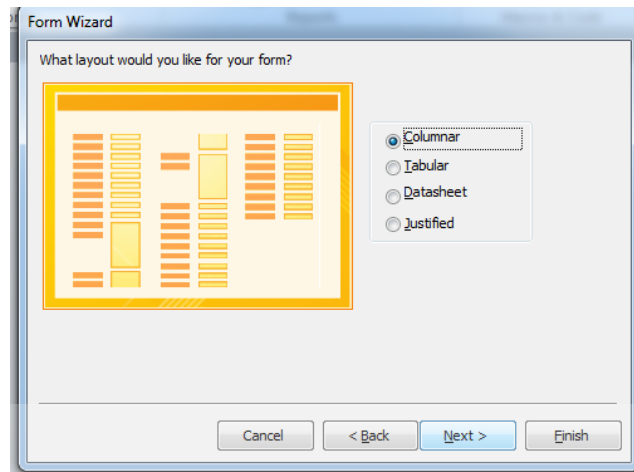 Form Wizard
What layout would you like for your form?
Columnar
Tabular
Datasheet
Justified
Cancel
< Back
Next >
Finish